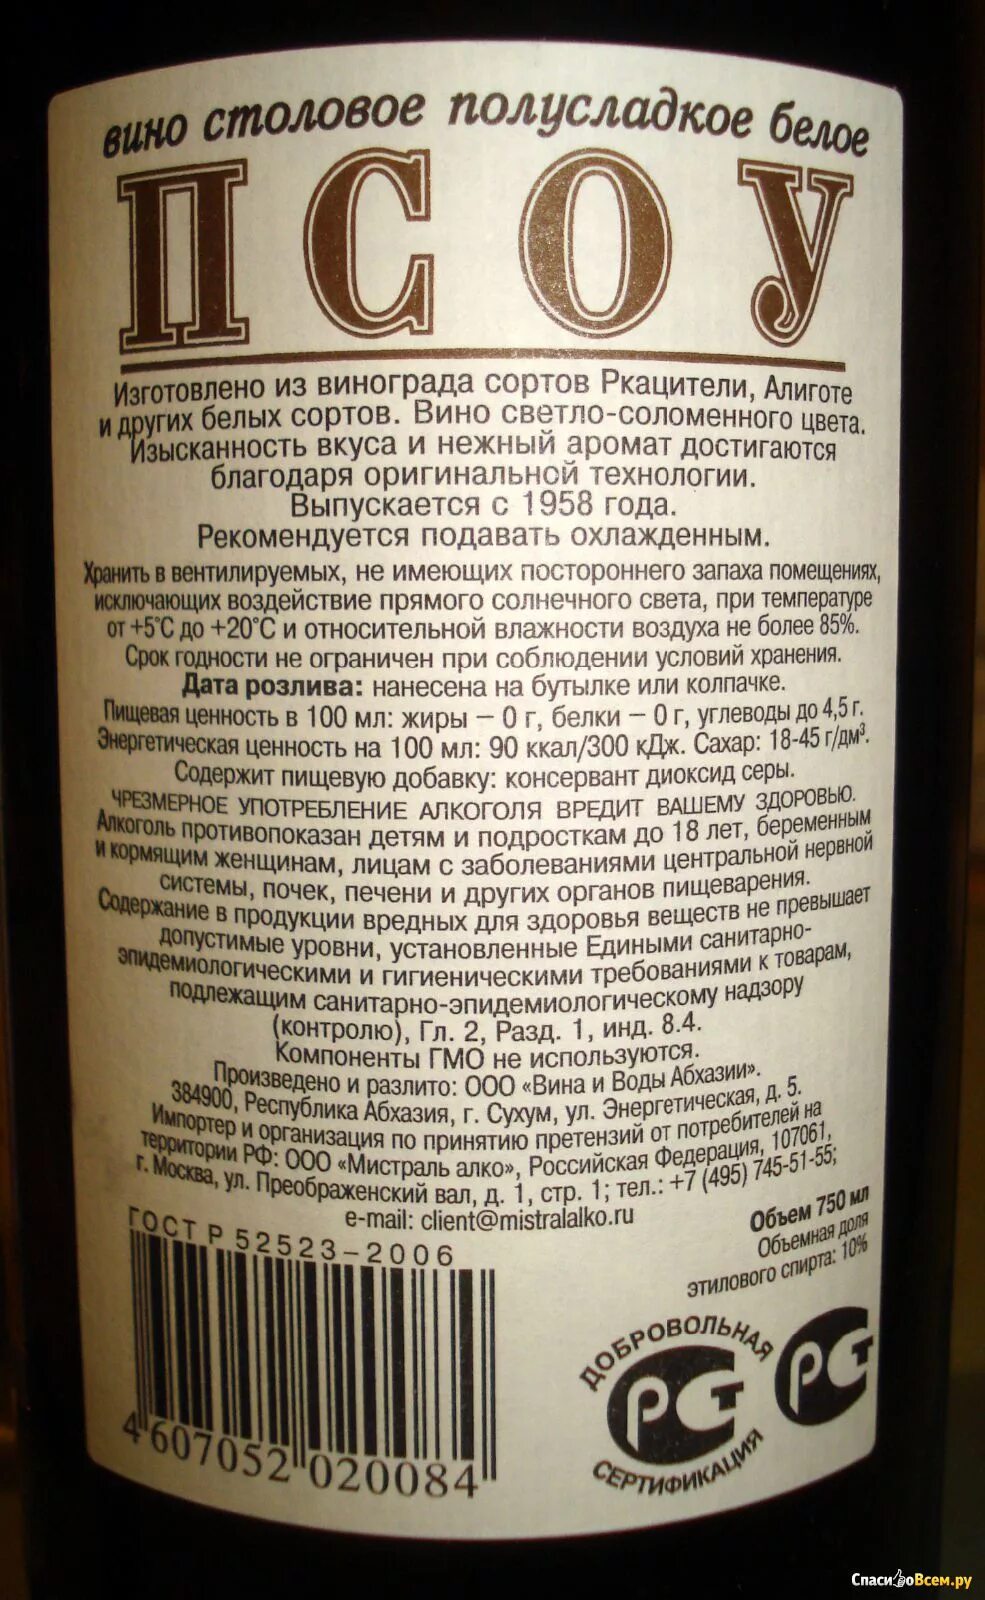 вино столовое полусладкое белое
ПСОУ
Изготовлено из винограда сортов Ркацители, Алиготе
и других белых сортов. Вино светло-соломенного цвета.
Изысканность вкуса и нежный аромат достигаются
благодаря оригинальной технологии.
Выпускается с 1958 года.
Рекомендуется подавать охлажденным.
Хранить в вентилируемых, не имеющих постороннего запаха помещениях,
исключающих воздействие прямого солнечного света, при температуре
от +5°С до +20°С и относительной влажности воздуха не более 85%.
Срок годности не ограничен при соблюдении условий хранения.
Дата розлива: нанесена на бутылке или колпачке.
Пищевая ценность в 100 мл: жиры – 0 г, белки – 0 г, углеводы до 4,5 г.
Энергетическая ценность на 100 мл: 90 ккал/300 кДж. Сахар: 18-45 г/дм³.
Содержит пищевую добавку: консервант диоксид серы.
ЧРЕЗМЕРНОЕ УПОТРЕБЛЕНИЕ АЛКОГОЛЯ ВРЕДИТ ВАШЕМУ ЗДОРОВЬЮ.
Алкоголь противопоказан детям и подросткам до 18 лет, беременным
и кормящим женщинам, лицам с заболеваниями центральной нервной
системы, почек, печени и других органов пищеварения.
Содержание в продукции вредных для здоровья веществ не превышает
допустимые уровни, установленные Едиными санитарно-
эпидемиологическими и гигиеническими требованиями к товарам,
подлежащим санитарно-эпидемиологическому надзору
(контролю), Гл. 2, Разд. 1, инд. 8.4.
Компоненты ГМО не используются.
Произведено и разлито: ООО «Вина и Воды Абхазии».
384900, Республика Абхазия, г. Сухум, ул. Энергетическая, д. 5.
Импортер и организация по принятию претензий от потребителей на
территории РФ: ООО «Мистраль алко», Российская Федерация, 107061,
г. Москва, ул. Преображенский вал, д. 1, стр. 1; тел.: +7 (495) 745-51-55;
e-mail: client@mistralalko.ru
Объем 750 мл
Объемная доля
этилового спирта: 10%
ГОСТ Р 52523-2006
4 607052 020084
ДОБРОВОЛЬНАЯ
РСТ
СЕРТИФИКАЦИЯ
РСТ
СпасибоВсем.ру